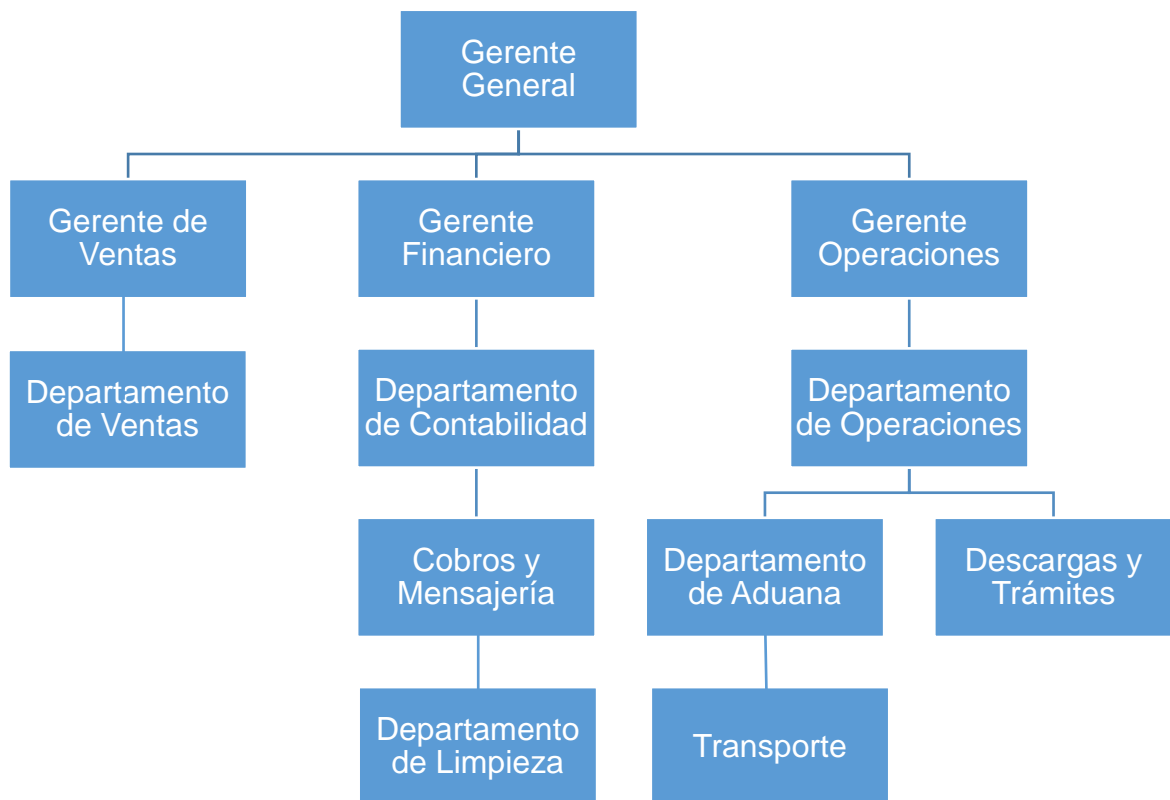 Gerente
General
Gerente de
Ventas
Gerente
Financiero
Gerente
Operaciones
Departamento
de Ventas
Departamento
de Contabilidad
Departamento
de Operaciones
Cobros y
Mensajería
Departamento
de Aduana
Descargas y
Trámites
Departamento
de Limpieza
Transporte